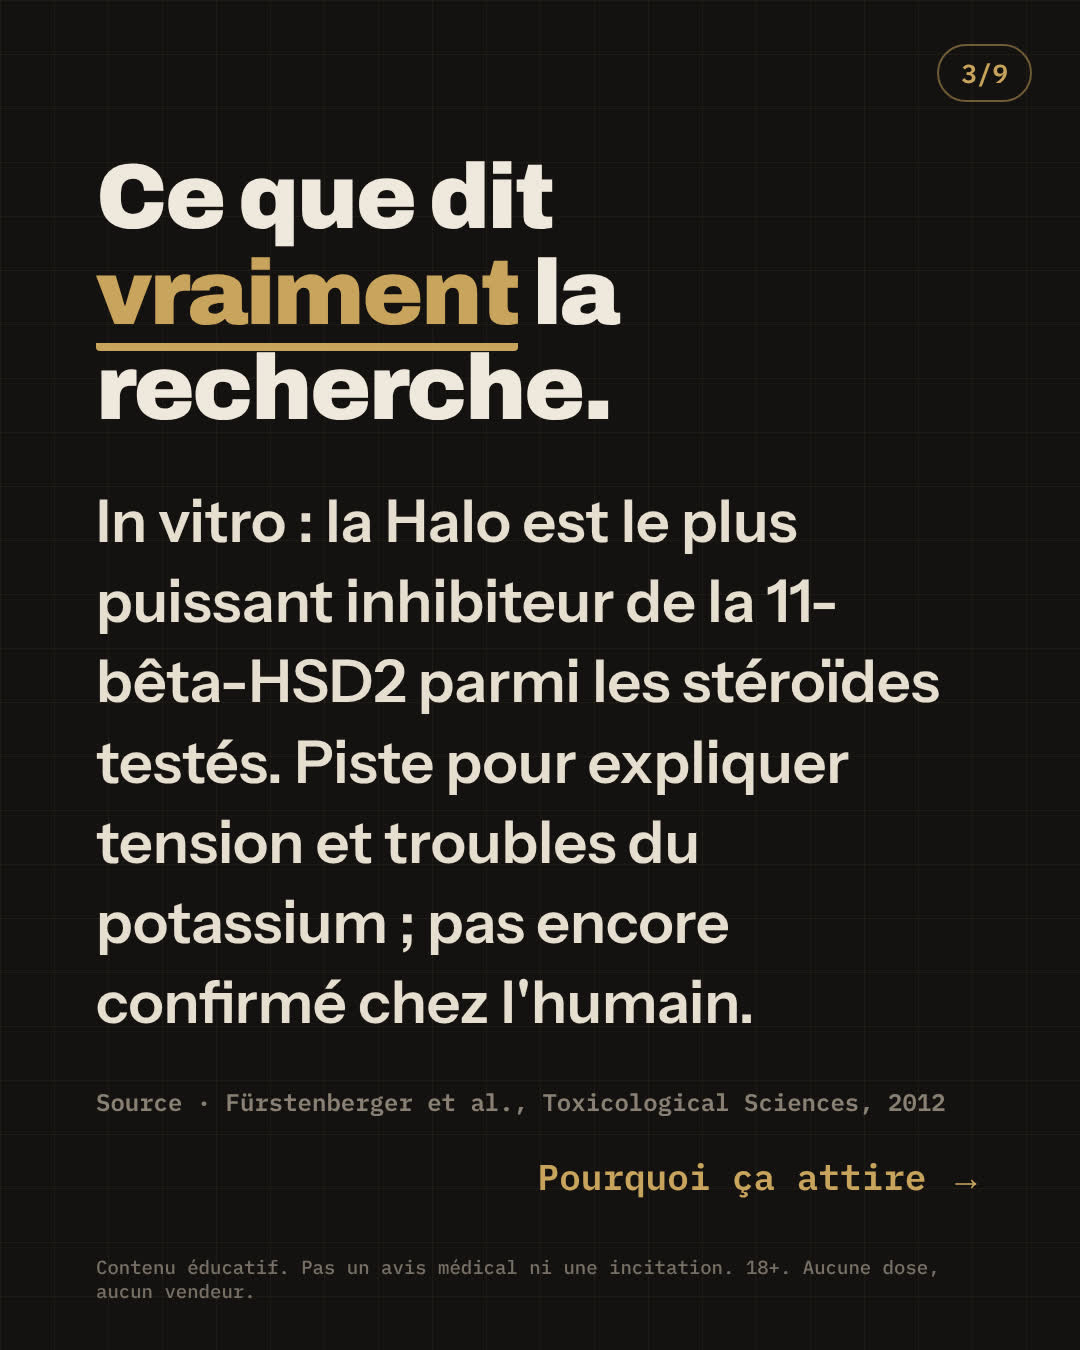 3/9
Ce que dit
vraiment la
recherche.
In vitro : la Halo est le plus
puissant inhibiteur de la 11-
bêta-HSD2 parmi les stéroïdes
testés. Piste pour expliquer
tension et troubles du
potassium ; pas encore
confirmé chez l'humain.
Source · Fürstenberger et al., Toxicological Sciences, 2012
Pourquoi ça attire →
Contenu éducatif. Pas un avis médical ni une incitation. 18+. Aucune dose,
aucun vendeur.